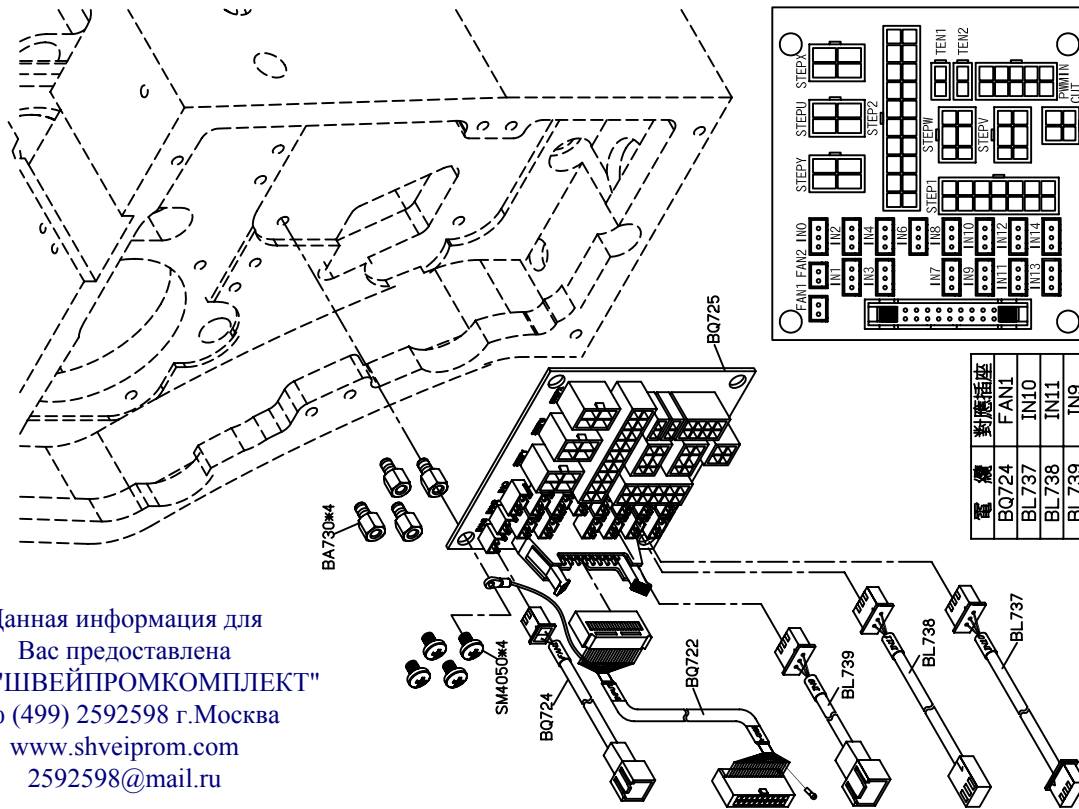 STEPX
STEPU
STEPY
STEP2
TEN1
TEN2
STEPW
STEPV
PWMIN
CUT
STEP1
FAN1
FAN2
IN0
IN1
IN2
IN3
IN4
IN6
IN7
IN8
IN9
IN10
IN11
IN12
IN13
IN14
BQ725
BA730*4
SM4050*4
BQ724
BQ722
BL739
BL738
BL737
電 纜 對應插座
BQ724 FAN1
BL737 IN10
BL738 IN11
BL739 IN9
Данная информация для
Вас предоставлена
"ШВЕЙПРОМКОМПЛЕКТ"
(499) 2592598 г.Москва
www.shveiprom.com
2592598@mail.ru